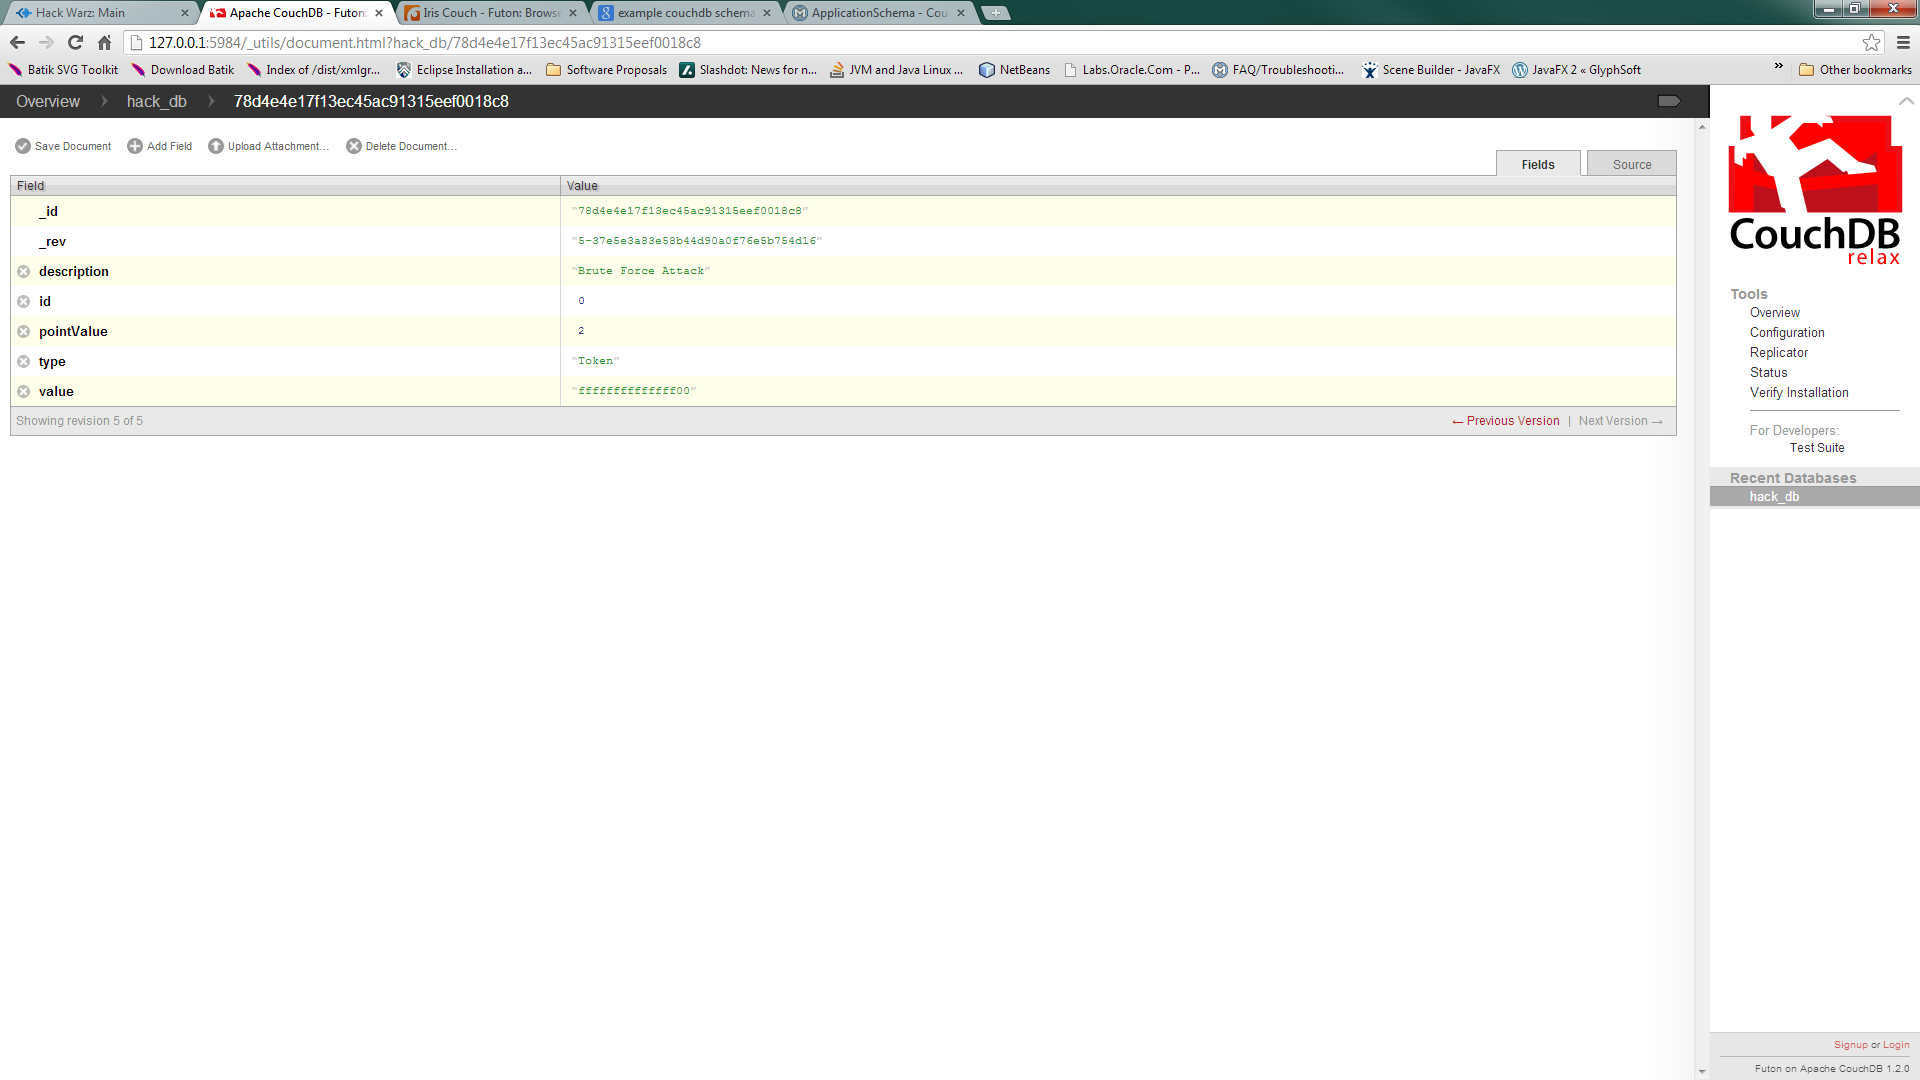 Hack Warz: Main
Apache CouchDB - Futon:
Iris Couch - Futon: Browse
example couchdb schema
ApplicationSchema - Cou
127.0.0.1:5984/_utils/document.html?hack_db/78d4e4e17f13ec45ac91315eef0018c8
Batik SVG Toolkit
Download Batik
Index of /dist/xmlgr...
Eclipse Installation a...
Software Proposals
Slashdot: News for n...
JVM and Java Linux ...
NetBeans
Labs.Oracle.Com - P...
FAQ/Troubleshooti...
Scene Builder - JavaFX
JavaFX 2 « GlyphSoft
»
Other bookmarks
Overview
hack_db
78d4e4e17f13ec45ac91315eef0018c8
Save Document
Add Field
Upload Attachment...
Delete Document...
Fields
Source
Field Value
_id "78d4e4e17f13ec45ac91315eef0018c8"
_rev "5-37e5e3a83e58b44d90a0f76e5b754d16"
description "Brute Force Attack"
id 0
pointValue 2
type "Token"
value "ffffffffffffff00"
Showing revision 5 of 5
← Previous Version | Next Version →
CouchDB
relax
Tools
Overview
Configuration
Replicator
Status
Verify Installation
For Developers:
Test Suite
Recent Databases
hack_db
Signup or Login
Futon on Apache CouchDB 1.2.0